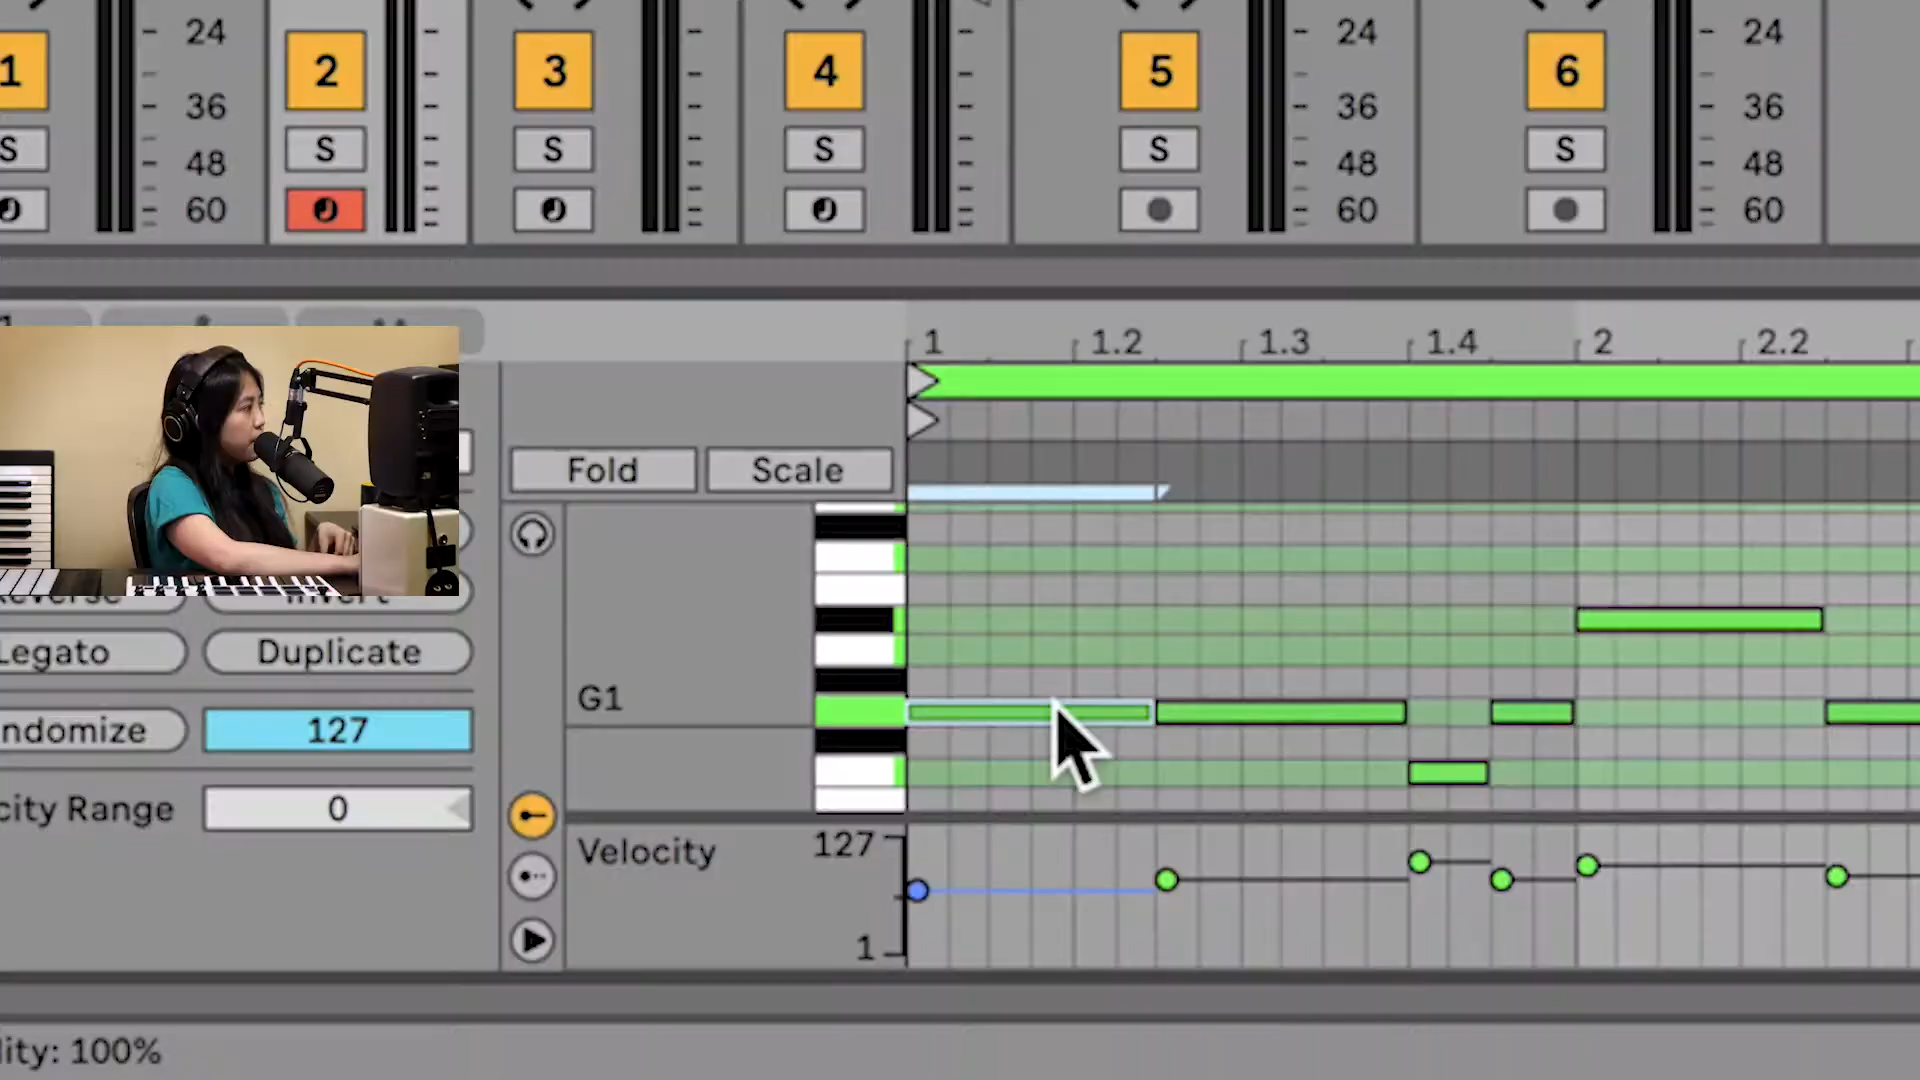 24 24 24
1 2 3 4 5 6
36 36 36
S S S S S S
48 48 48
60 60 60
1 1.2 1.3 1.4 2 2.2
Fold Scale
Legato Duplicate
G1
ndomize 127
city Range 0
Velocity 127
1
lity: 100%